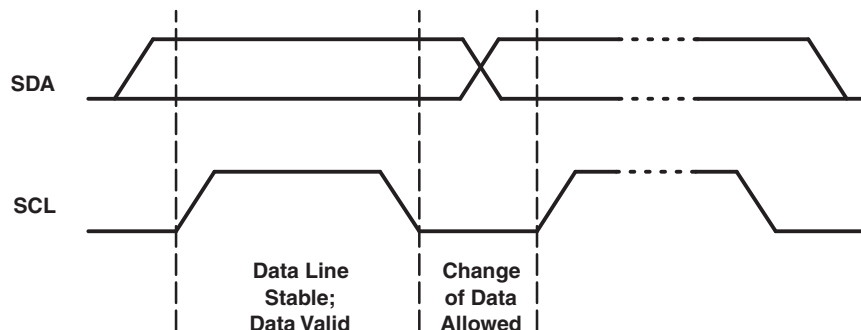 SDA
SCL
Data Line
Stable;
Data Valid
Change
of Data
Allowed